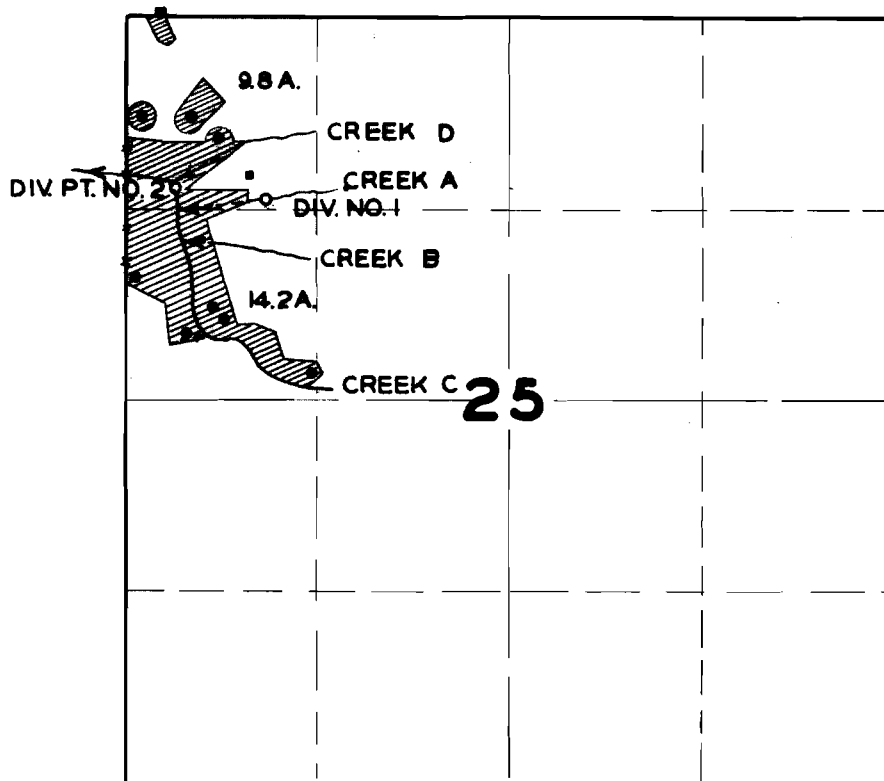 9.8 A.
CREEK D
CREEK A
DIV. PT. NO. 2
DIV. NO. 1
CREEK B
14.2 A.
CREEK C
25